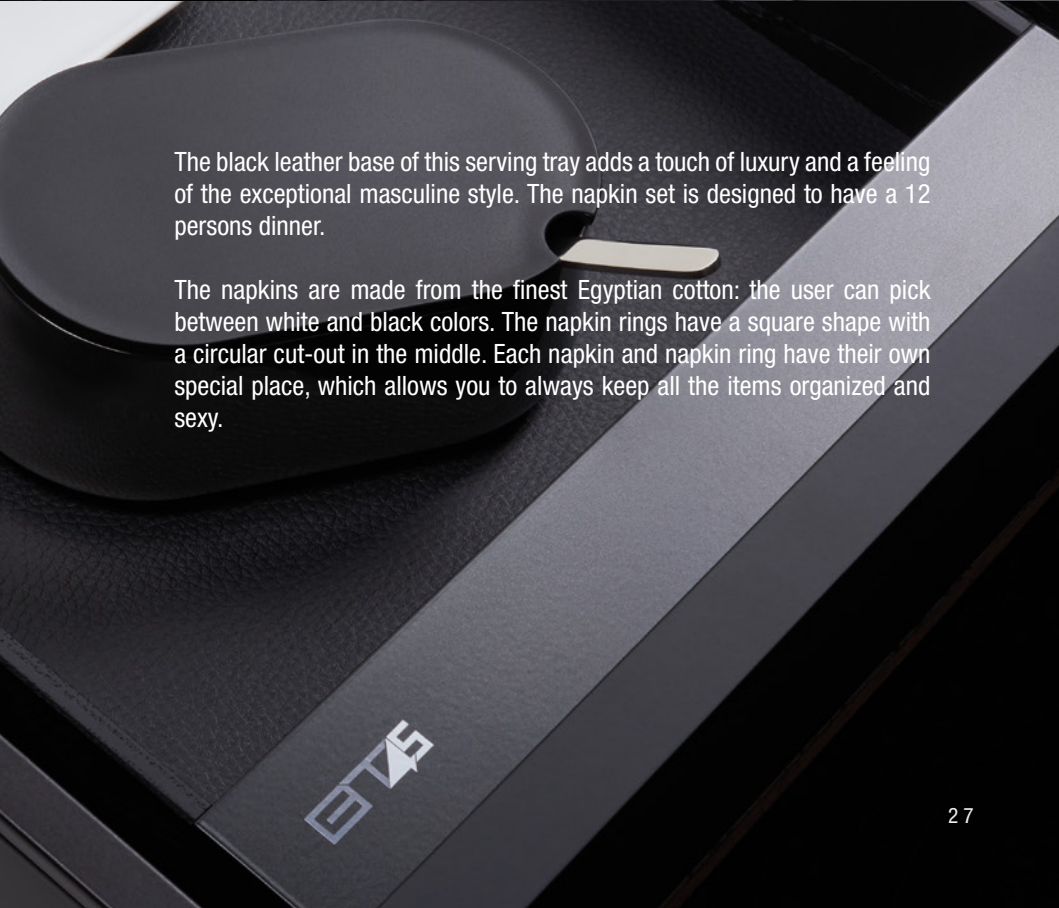 The black leather base of this serving tray adds a touch of luxury and a feeling
of the exceptional masculine style. The napkin set is designed to have a 12
persons dinner.
The napkins are made from the finest Egyptian cotton: the user can pick
between white and black colors. The napkin rings have a square shape with
a circular cut-out in the middle. Each napkin and napkin ring have their own
special place, which allows you to always keep all the items organized and
sexy.
27